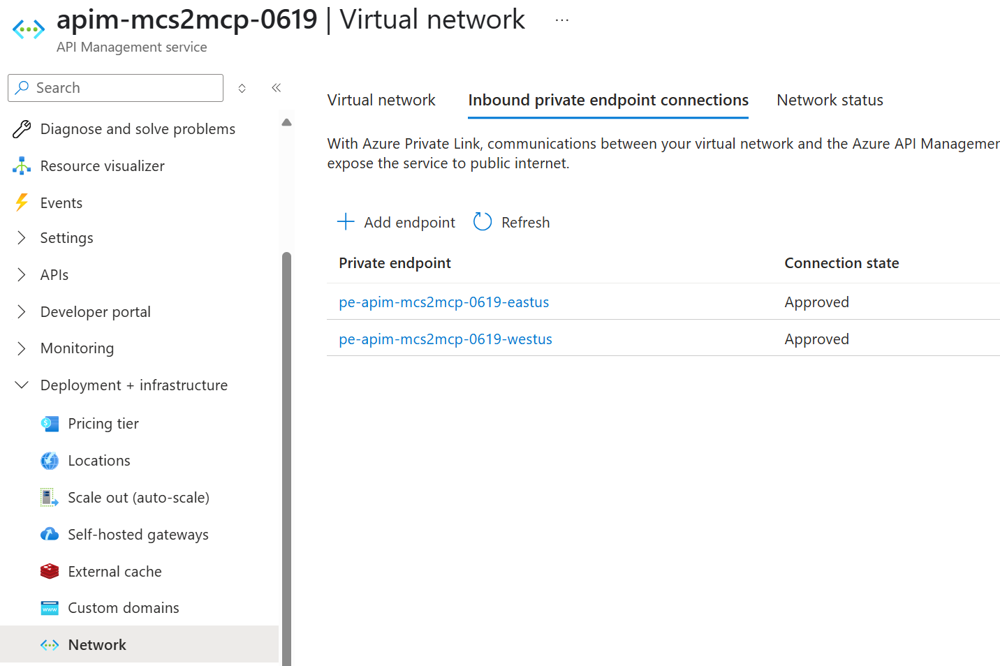 apim-mcs2mcp-0619 | Virtual network ...
API Management service
Search
Diagnose and solve problems
Resource visualizer
Events
Settings
APIs
Developer portal
Monitoring
Deployment + infrastructure
Pricing tier
Locations
Scale out (auto-scale)
Self-hosted gateways
External cache
Custom domains
Network
Virtual network Inbound private endpoint connections Network status
With Azure Private Link, communications between your virtual network and the Azure API Managemen
expose the service to public internet.
Add endpoint Refresh
Private endpoint Connection state
pe-apim-mcs2mcp-0619-eastus Approved
pe-apim-mcs2mcp-0619-westus Approved